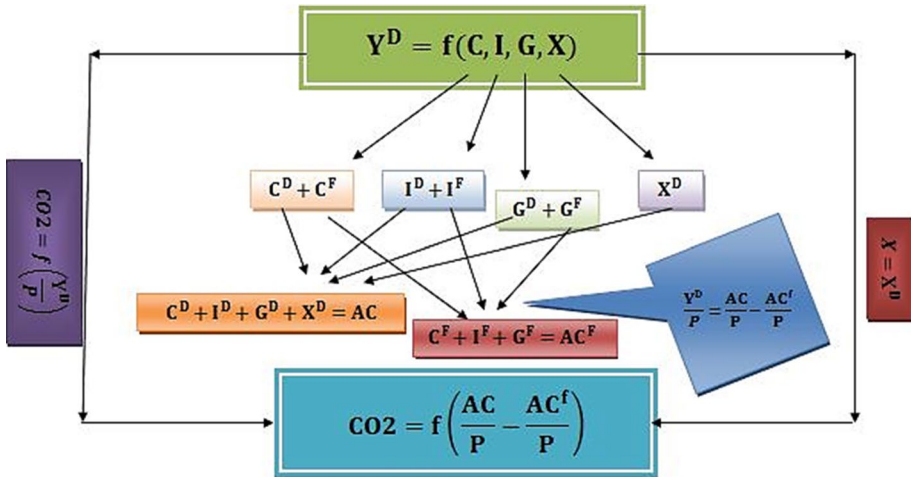 Y^D = f(C, I, G, X)
C^D + C^F
I^D + I^F
G^D + G^F
X^D
CO2 = f(Y^D/P)
X = X^D
C^D + I^D + G^D + X^D = AC
C^F + I^F + G^F = AC^F
Y^D/P = AC/P − AC^f/P
CO2 = f(AC/P − AC^f/P)